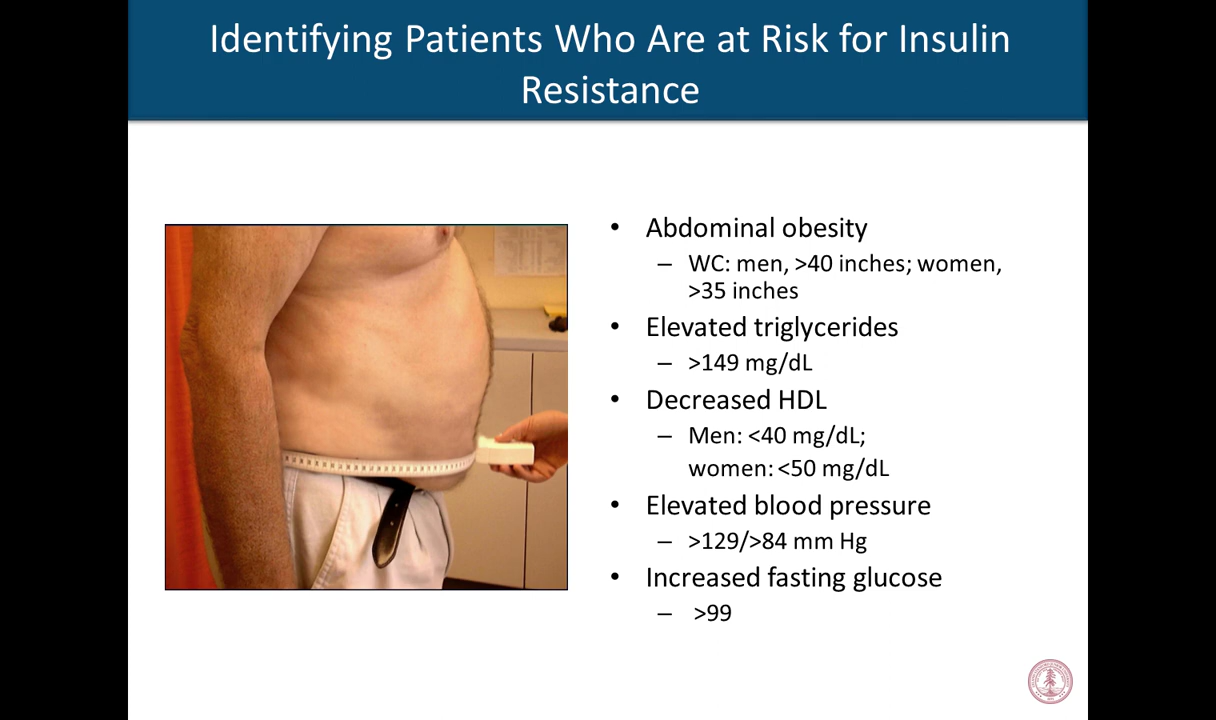 Identifying Patients Who Are at Risk for Insulin
Resistance
• Abdominal obesity
– WC: men, >40 inches; women,
>35 inches
• Elevated triglycerides
– >149 mg/dL
• Decreased HDL
– Men: <40 mg/dL;
women: <50 mg/dL
• Elevated blood pressure
– >129/>84 mm Hg
• Increased fasting glucose
– >99